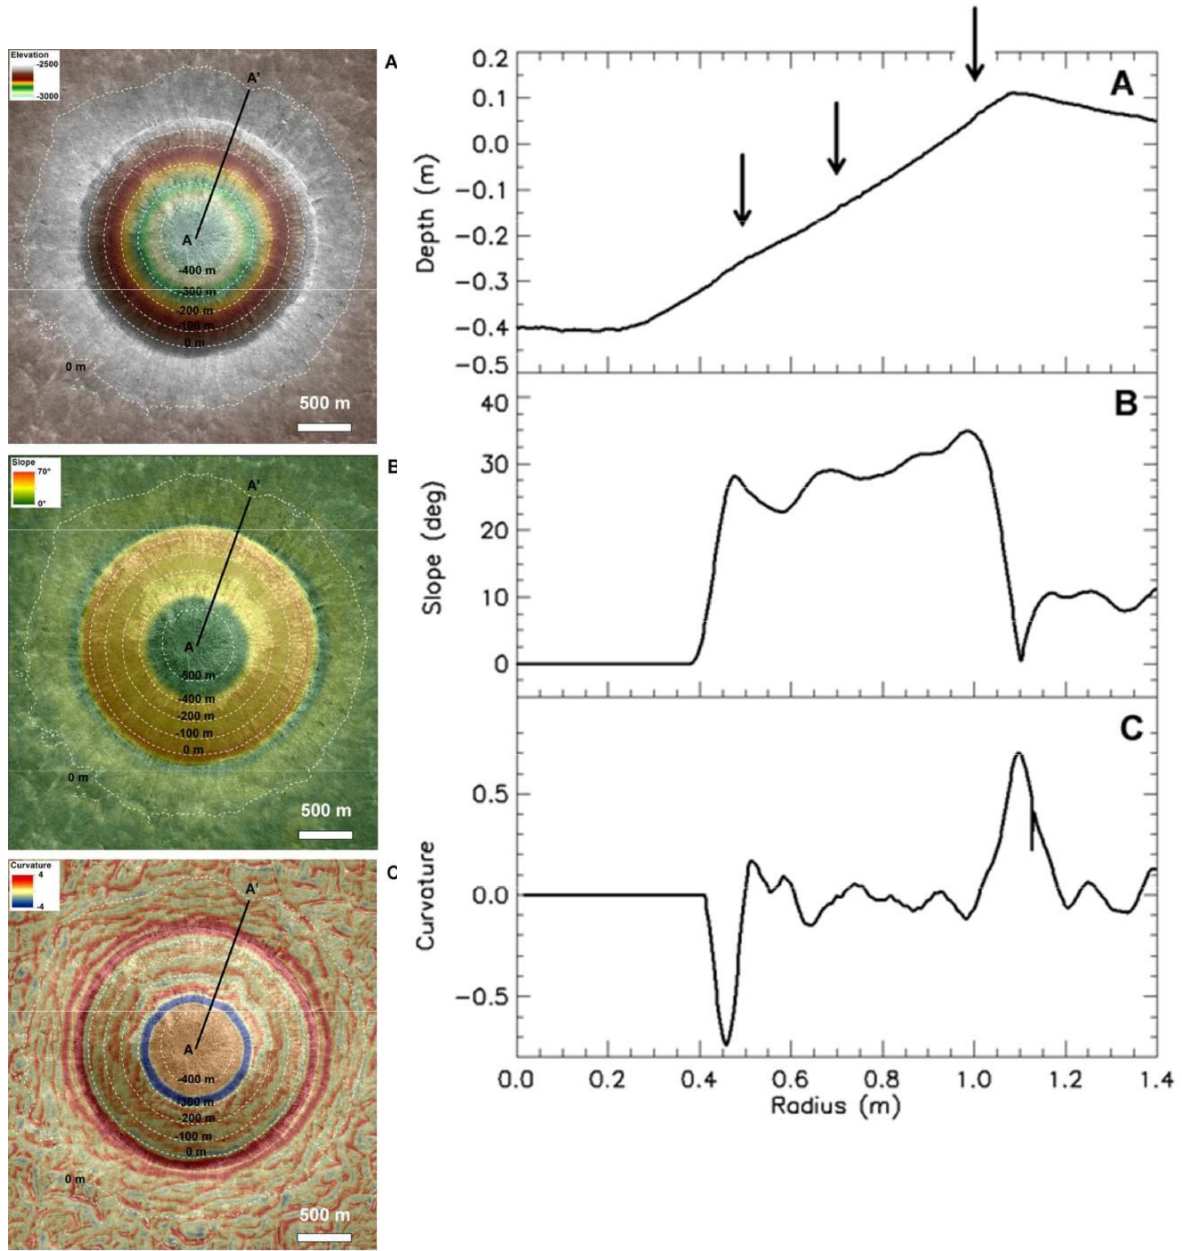 Elevation
-2500
-3000
A
A'
A
-400 m
-300 m
-200 m
-100 m
0 m
0 m
500 m
Slope
70°
0°
B
A'
A
-500 m
-400 m
-200 m
-100 m
0 m
0 m
500 m
Curvature
4
-4
C
A'
A
-400 m
-300 m
-200 m
-100 m
0 m
0 m
500 m
A
0.2
0.1
0.0
-0.1
-0.2
-0.3
-0.4
-0.5
Depth (m)
B
40
30
20
10
0
Slope (deg)
C
0.5
0.0
-0.5
Curvature
0.0 0.2 0.4 0.6 0.8 1.0 1.2 1.4
Radius (m)